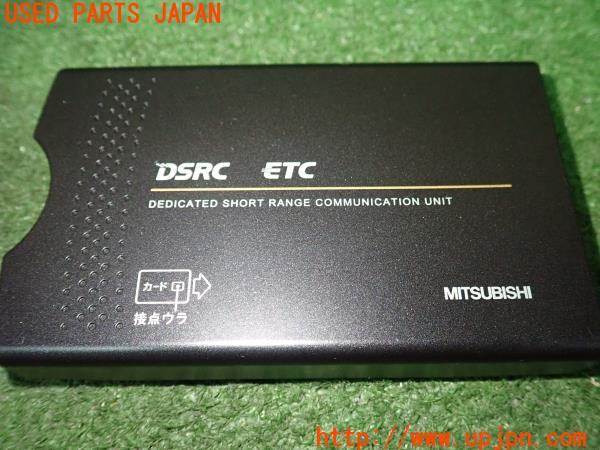 USED PARTS JAPAN
DSRC ETC
DEDICATED SHORT RANGE COMMUNICATION UNIT
カード
接点ウラ
MITSUBISHI
http://www.upjpn.com/